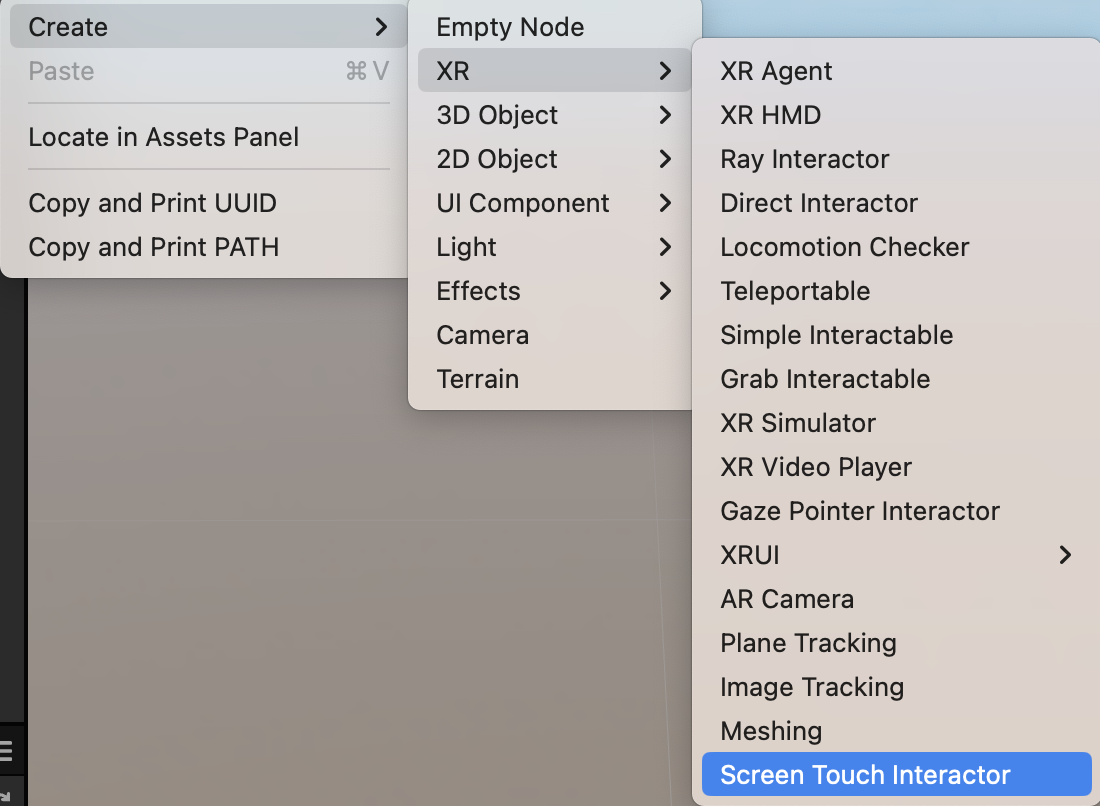 Create
Paste ⌘ V
Locate in Assets Panel
Copy and Print UUID
Copy and Print PATH
Empty Node
XR
3D Object
2D Object
UI Component
Light
Effects
Camera
Terrain
XR Agent
XR HMD
Ray Interactor
Direct Interactor
Locomotion Checker
Teleportable
Simple Interactable
Grab Interactable
XR Simulator
XR Video Player
Gaze Pointer Interactor
XRUI
AR Camera
Plane Tracking
Image Tracking
Meshing
Screen Touch Interactor